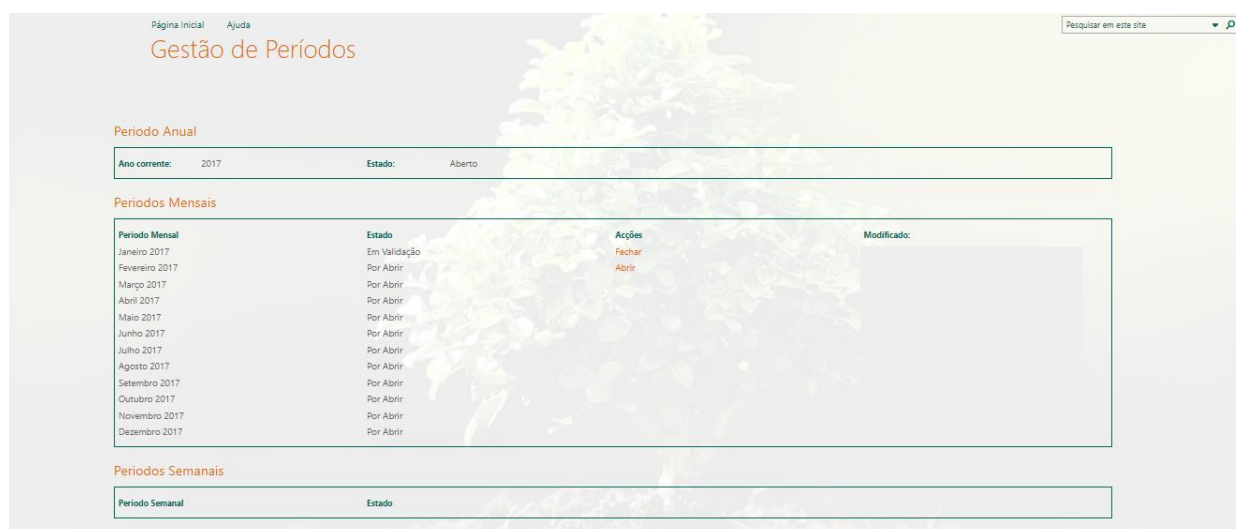 Página Inicial Ajuda Pesquisar em este site
Gestão de Períodos
Periodo Anual
Ano corrente: 2017 Estado: Aberto
Periodos Mensais
Periodo Mensal Estado Acções Modificado:
Janeiro 2017 Em Validação Fechar
Fevereiro 2017 Por Abrir Abrir
Março 2017 Por Abrir
Abril 2017 Por Abrir
Maio 2017 Por Abrir
Junho 2017 Por Abrir
Julho 2017 Por Abrir
Agosto 2017 Por Abrir
Setembro 2017 Por Abrir
Outubro 2017 Por Abrir
Novembro 2017 Por Abrir
Dezembro 2017 Por Abrir
Periodos Semanais
Periodo Semanal Estado